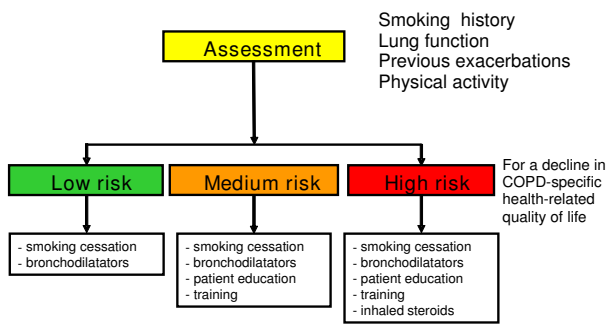 Smoking history
Lung function
Previous exacerbations
Physical activity
Assessment
Low risk
Medium risk
High risk
For a decline in
COPD-specific
health-related
quality of life
- smoking cessation
- bronchodilatators
- smoking cessation
- bronchodilatators
- patient education
- training
- smoking cessation
- bronchodilatators
- patient education
- training
- inhaled steroids